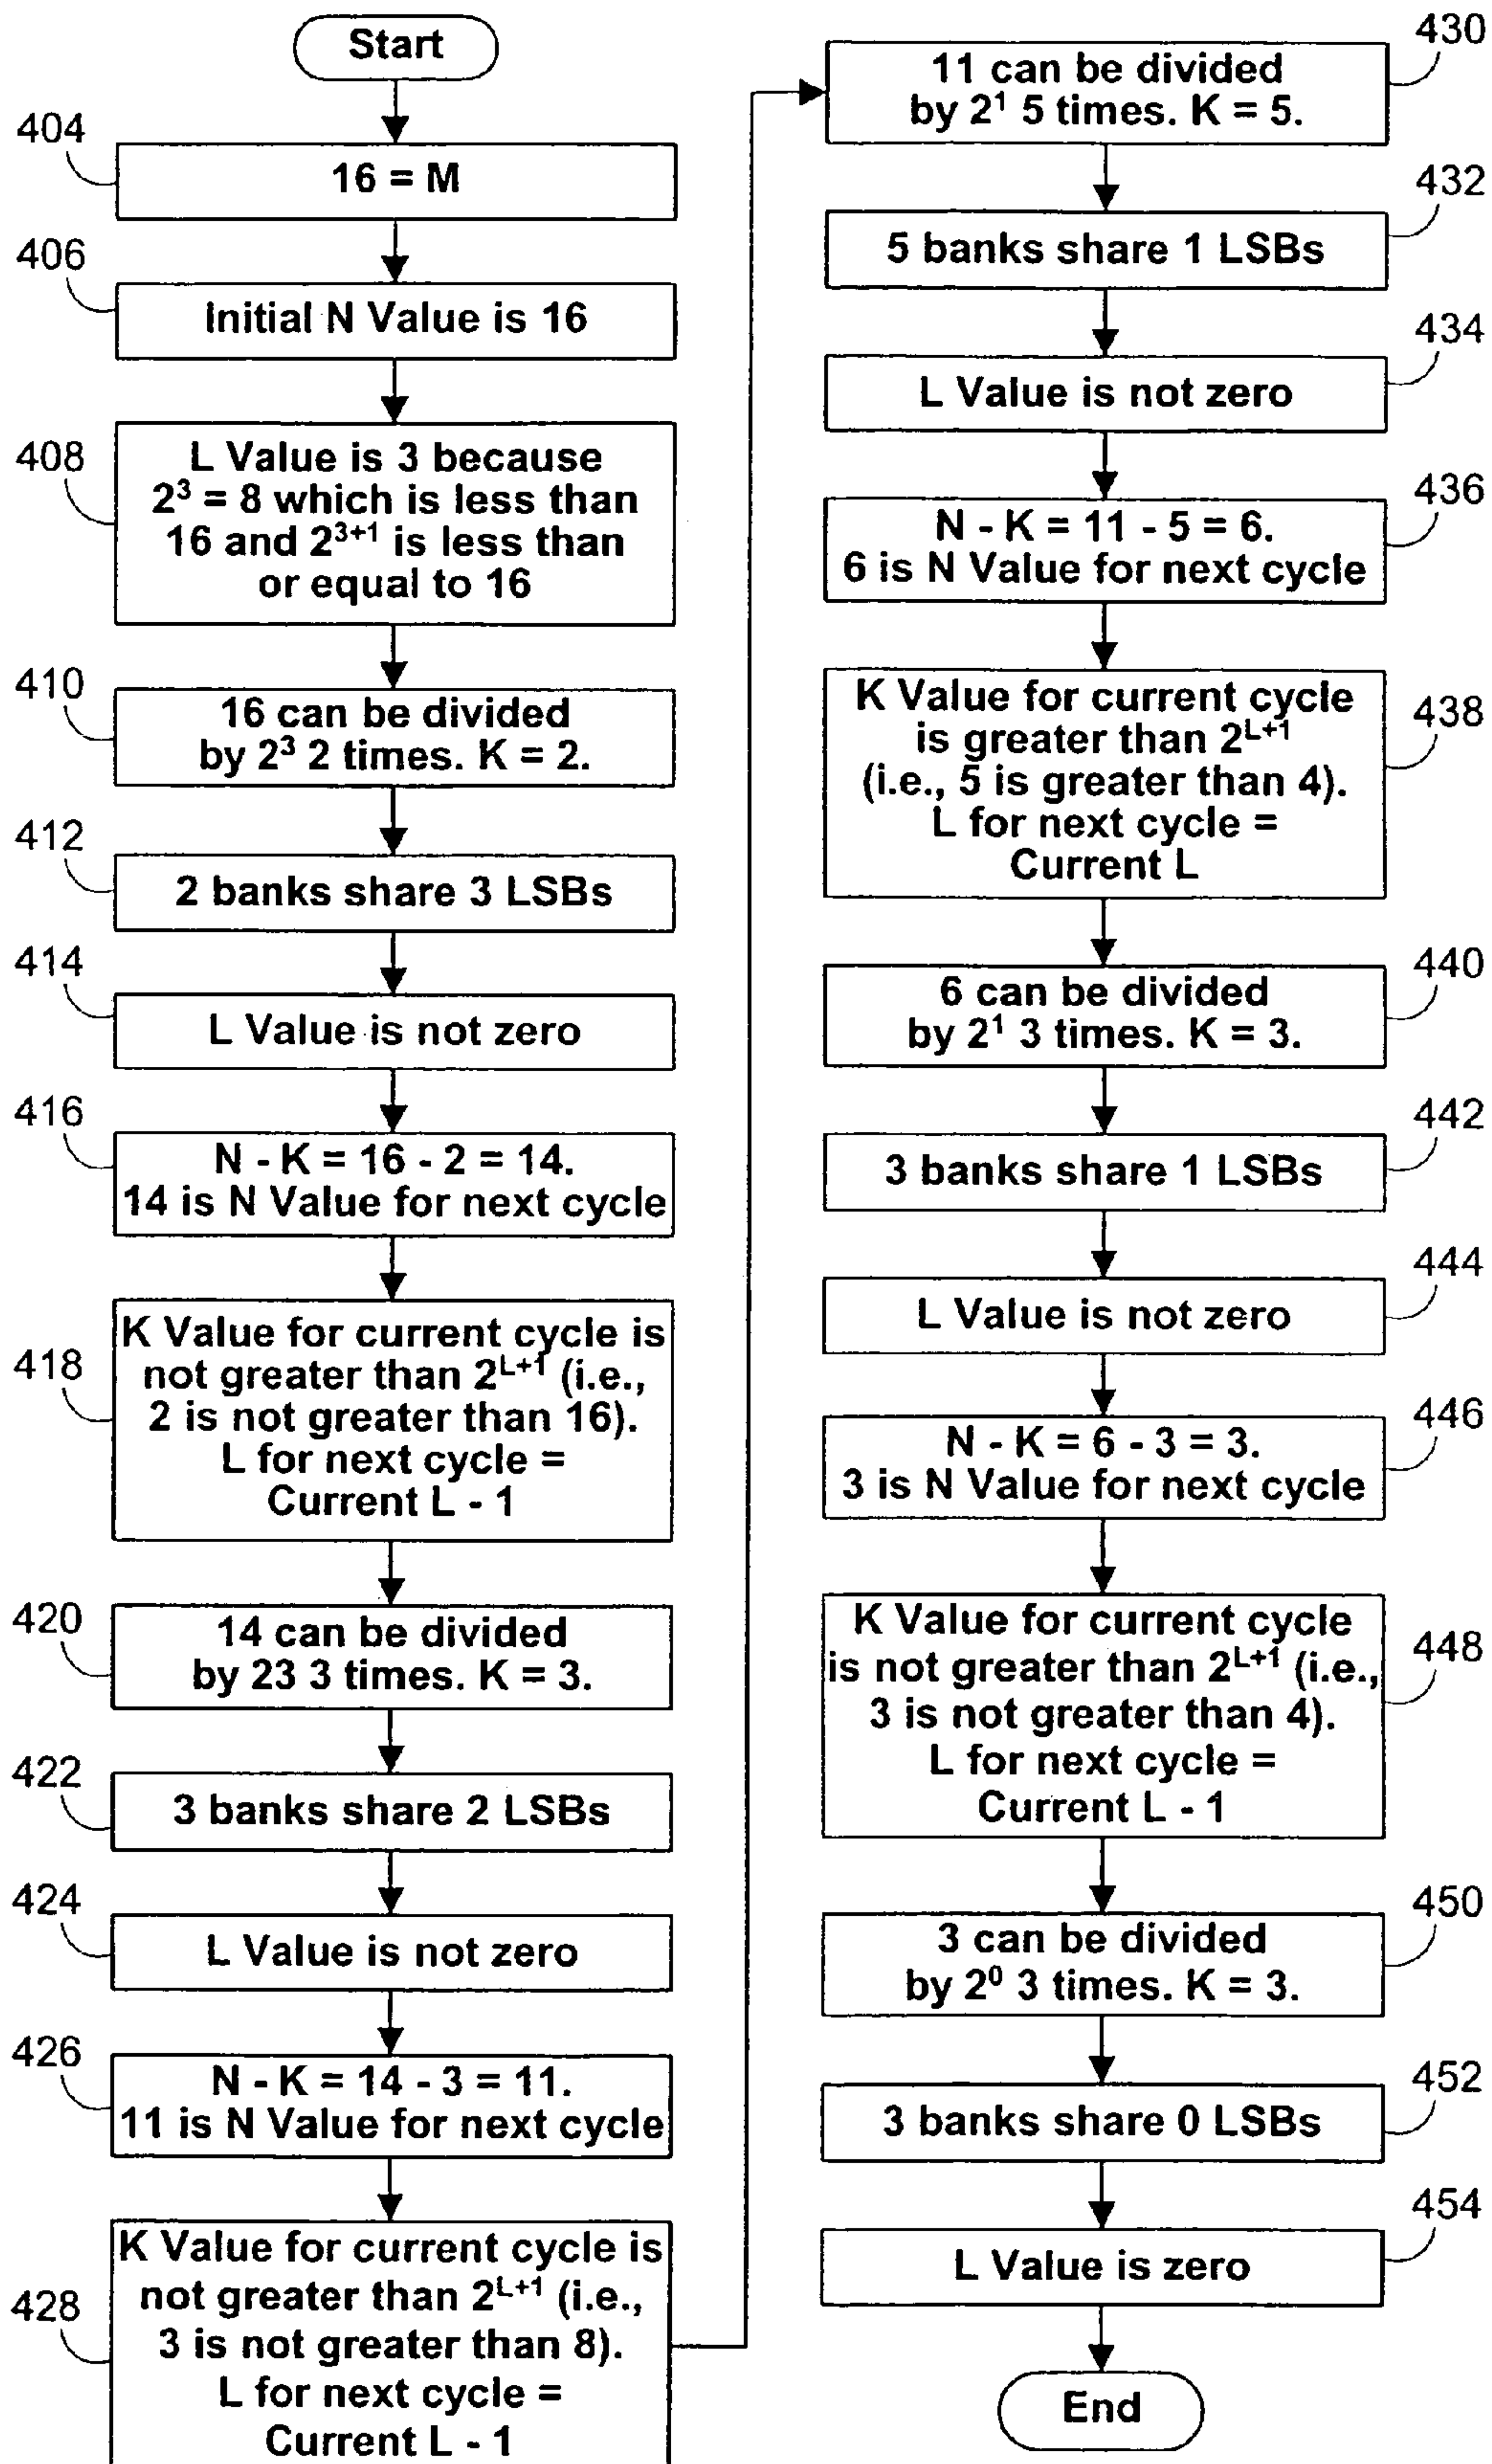 Start
404
16 = M
406
Initial N Value is 16
408
L Value is 3 because
2³ = 8 which is less than
16 and 2³⁺¹ is less than
or equal to 16
410
16 can be divided
by 2³ 2 times. K = 2.
412
2 banks share 3 LSBs
414
L Value is not zero
416
N - K = 16 - 2 = 14.
14 is N Value for next cycle
418
K Value for current cycle is
not greater than 2ᴸ⁺¹ (i.e.,
2 is not greater than 16).
L for next cycle =
Current L - 1
420
14 can be divided
by 23 3 times. K = 3.
422
3 banks share 2 LSBs
424
L Value is not zero
426
N - K = 14 - 3 = 11.
11 is N Value for next cycle
428
K Value for current cycle is
not greater than 2ᴸ⁺¹ (i.e.,
3 is not greater than 8).
L for next cycle =
Current L - 1
430
11 can be divided
by 2¹ 5 times. K = 5.
432
5 banks share 1 LSBs
434
L Value is not zero
436
N - K = 11 - 5 = 6.
6 is N Value for next cycle
438
K Value for current cycle
is greater than 2ᴸ⁺¹
(i.e., 5 is greater than 4).
L for next cycle =
Current L
440
6 can be divided
by 2¹ 3 times. K = 3.
442
3 banks share 1 LSBs
444
L Value is not zero
446
N - K = 6 - 3 = 3.
3 is N Value for next cycle
448
K Value for current cycle
is not greater than 2ᴸ⁺¹ (i.e.,
3 is not greater than 4).
L for next cycle =
Current L - 1
450
3 can be divided
by 2⁰ 3 times. K = 3.
452
3 banks share 0 LSBs
454
L Value is zero
End